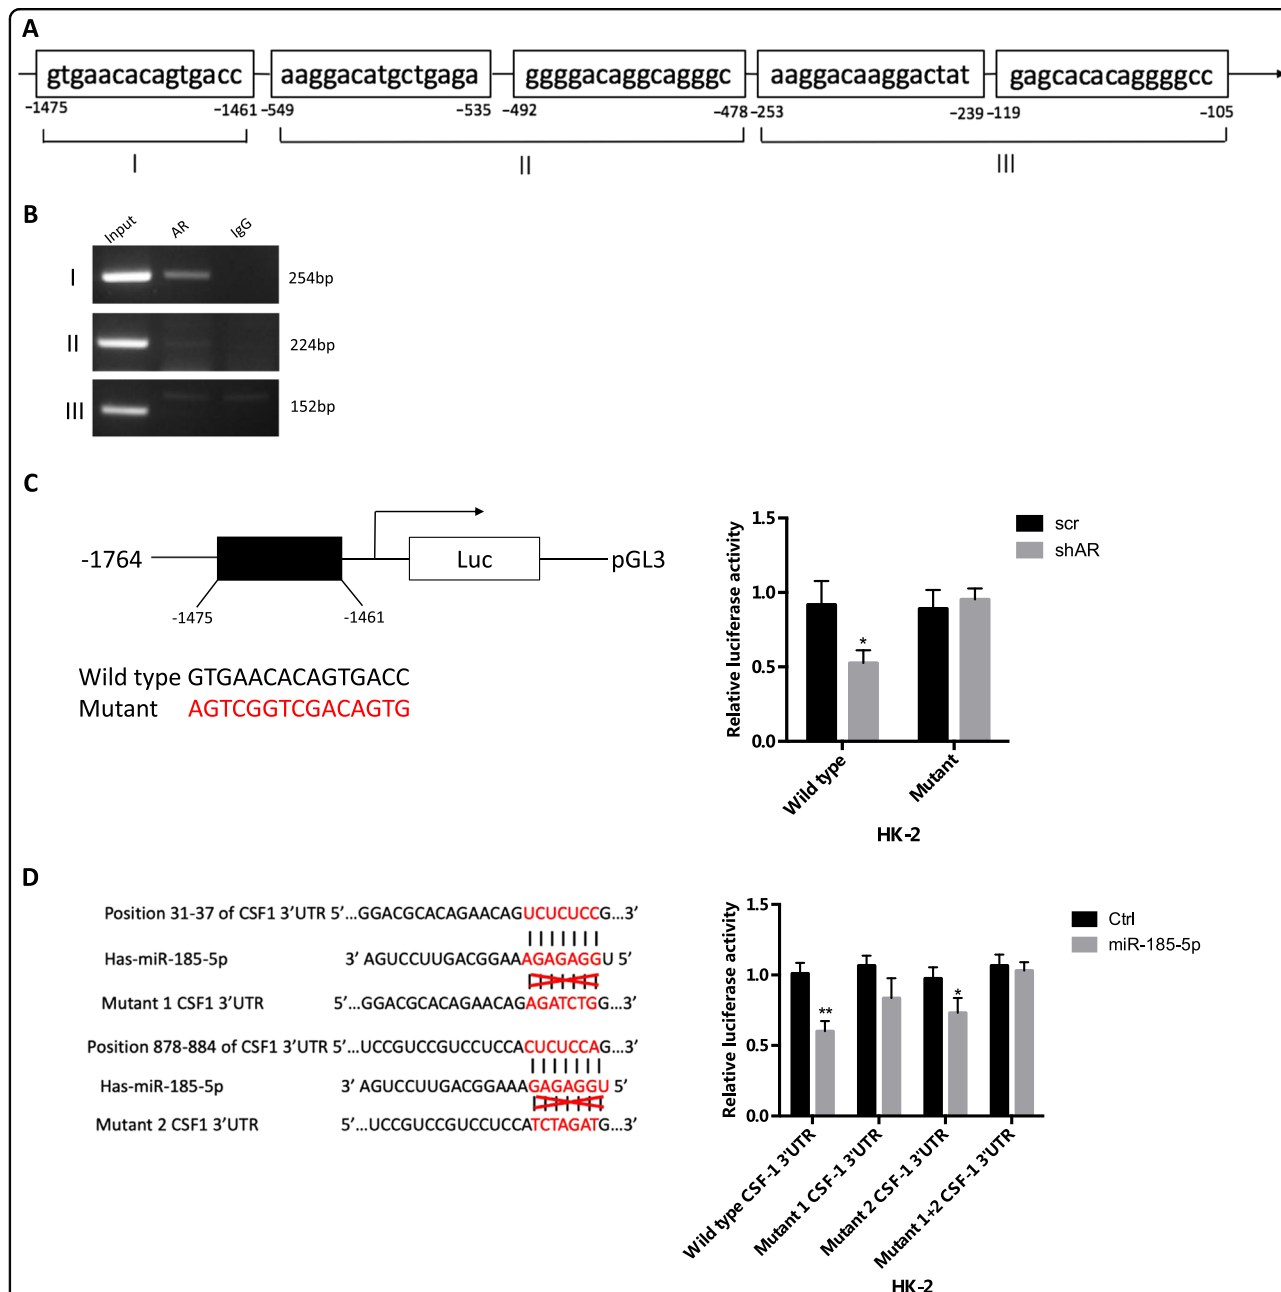 A
gtgaacacagtgacc aaggacatgctgaga ggggacaggcagggc aaggacaaggactat gagcacacaggggcc
−1475 −1461 −549 −535 −492 −478 −253 −239 −119 −105
I II III
B
Input AR IgG
I 254bp
II 224bp
III 152bp
C
-1764 Luc pGL3
-1475 -1461
Wild type GTGAACACAGTGACC
Mutant AGTCGGTCGACAGTG
scr
shAR
Relative luciferase activity
1.5
1.0
0.5
0.0
*
Wild type Mutant
HK-2
D
Position 31-37 of CSF1 3’UTR 5’...GGACGCACAGAACAGUCUCUCCG...3’
Has-miR-185-5p 3’ AGUCCUUGACGGAAAGAGAGGU 5’
Mutant 1 CSF1 3’UTR 5’...GGACGCACAGAACAGAGATCTGG...3’
Position 878-884 of CSF1 3’UTR 5’...UCCGUCCGUCCUCCACUCUCCAG...3’
Has-miR-185-5p 3’ AGUCCUUGACGGAAAGAGAGGU 5’
Mutant 2 CSF1 3’UTR 5’...UCCGUCCGUCCUCCATCTAGATG...3’
Ctrl
miR-185-5p
Relative luciferase activity
1.5
1.0
0.5
0.0
** *
Wild type CSF-1 3'UTR
Mutant 1 CSF-1 3'UTR
Mutant 2 CSF-1 3'UTR
Mutant 1+2 CSF-1 3'UTR
HK-2